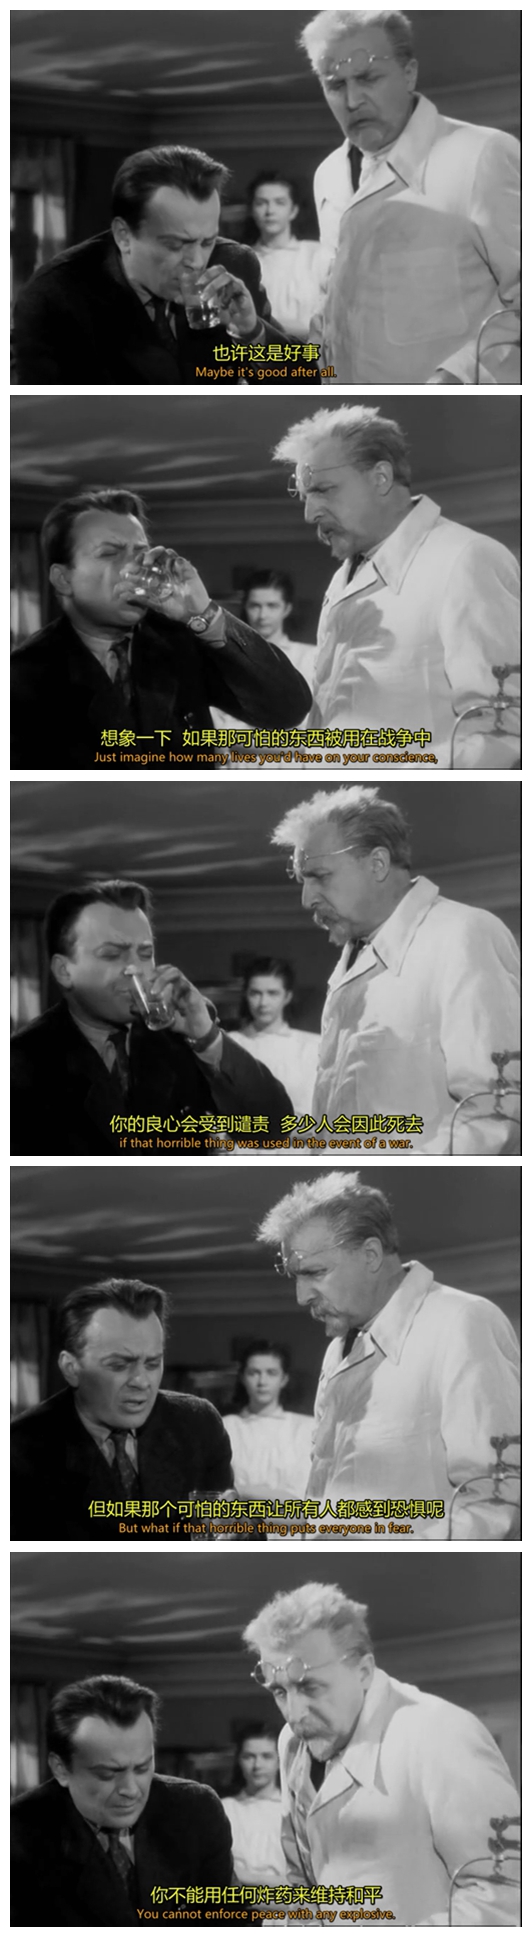 也许这是好事
Maybe it's good after all.
想象一下 如果那可怕的东西被用在战争中
Just imagine how many lives you'd have on your conscience,
你的良心会受到谴责 多少人会因此死去
if that horrible thing was used in the event of a war.
但如果那个可怕的东西让所有人都感到恐惧呢
But what if that horrible thing puts everyone in fear.
你不能用任何炸药来维持和平
You cannot enforce peace with any explosive.